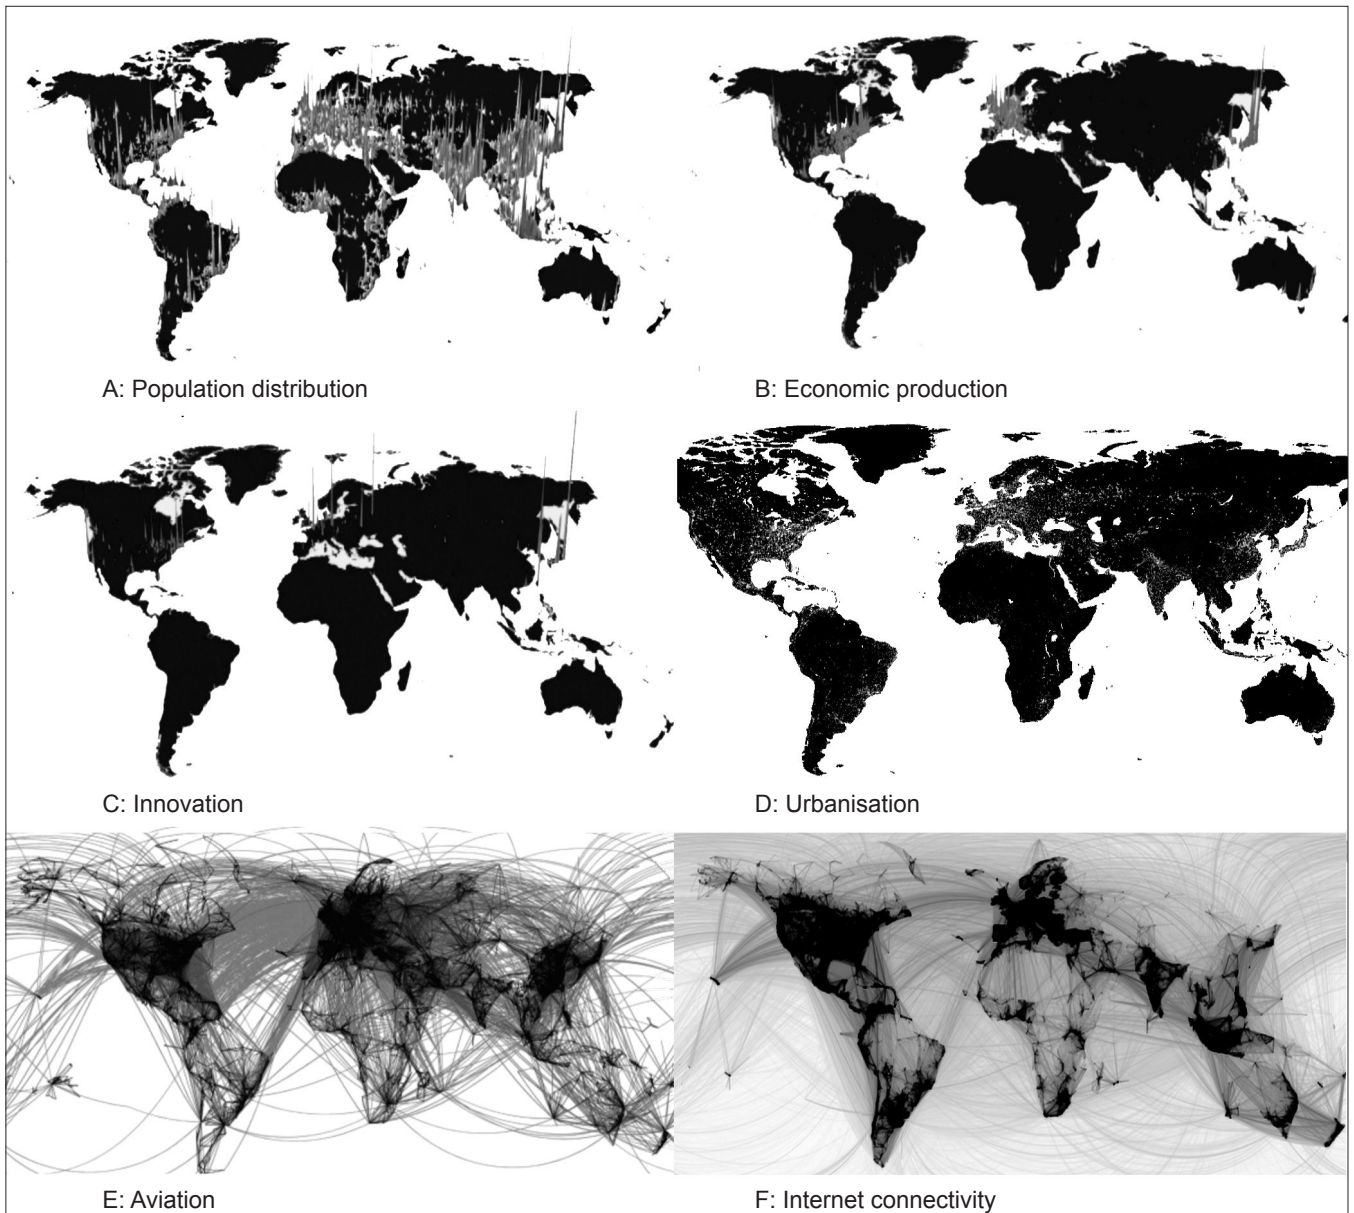 A: Population distribution
B: Economic production
C: Innovation
D: Urbanisation
E: Aviation
F: Internet connectivity